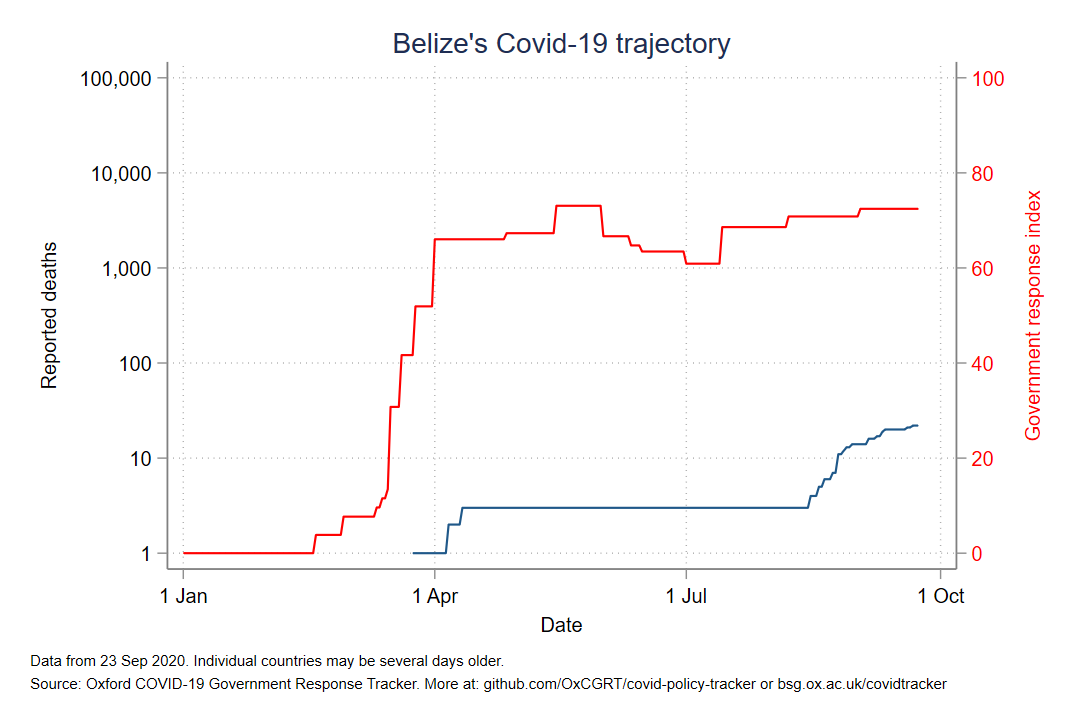 Belize's Covid-19 trajectory
100,000
10,000
1,000
100
10
1
Reported deaths
100
80
60
40
20
0
Government response index
1 Jan
1 Apr
1 Jul
1 Oct
Date
Data from 23 Sep 2020. Individual countries may be several days older.
Source: Oxford COVID-19 Government Response Tracker. More at: github.com/OxCGRT/covid-policy-tracker or bsg.ox.ac.uk/covidtracker